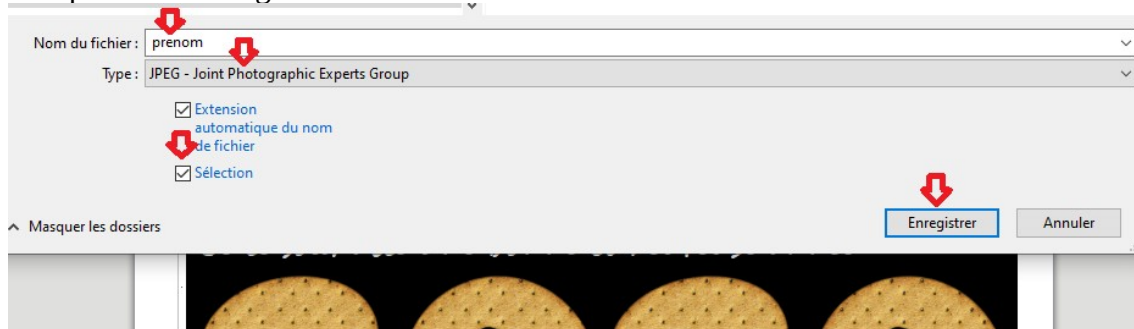 Nom du fichier : prenom
Type : JPEG - Joint Photographic Experts Group
Extension
automatique du nom
de fichier
Sélection
Masquer les dossiers
Enregistrer Annuler